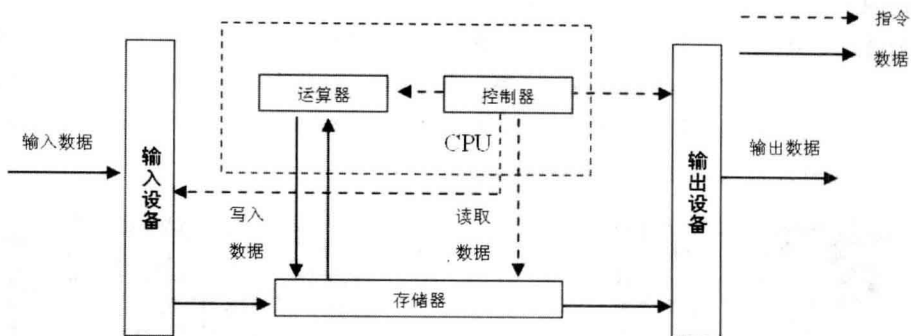 指令
数据
运算器
控制器
CPU
输入数据
输入设备
输出设备
输出数据
写入
数据
读取
数据
存储器